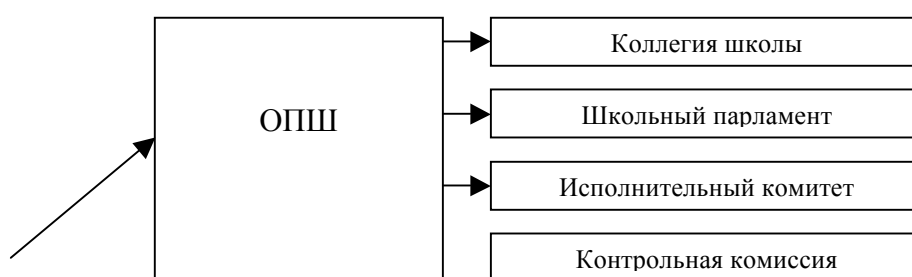 Коллегия школы
ОПШ
Школьный парламент
Исполнительный комитет
Контрольная комиссия